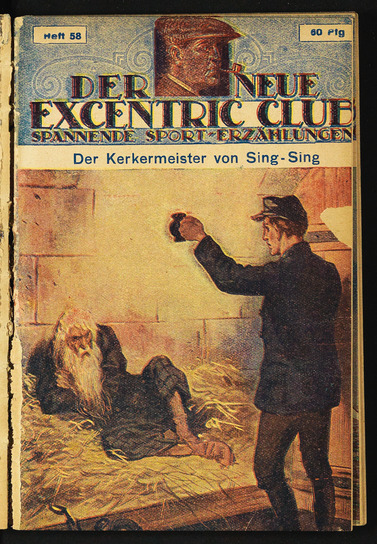 Heft 58
60 Pfg
DER NEUE
EXCENTRIC CLUB
SPANNENDE SPORT-ERZÄHLUNGEN
Der Kerkermeister von Sing-Sing